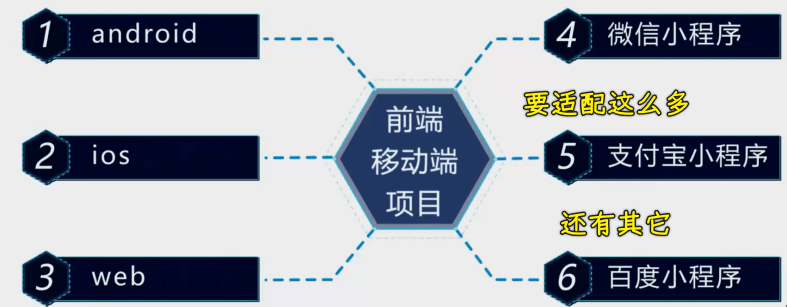 1 android
2 ios
3 web
前端
移动端
项目
4 微信小程序
要适配这么多
5 支付宝小程序
还有其它
6 百度小程序